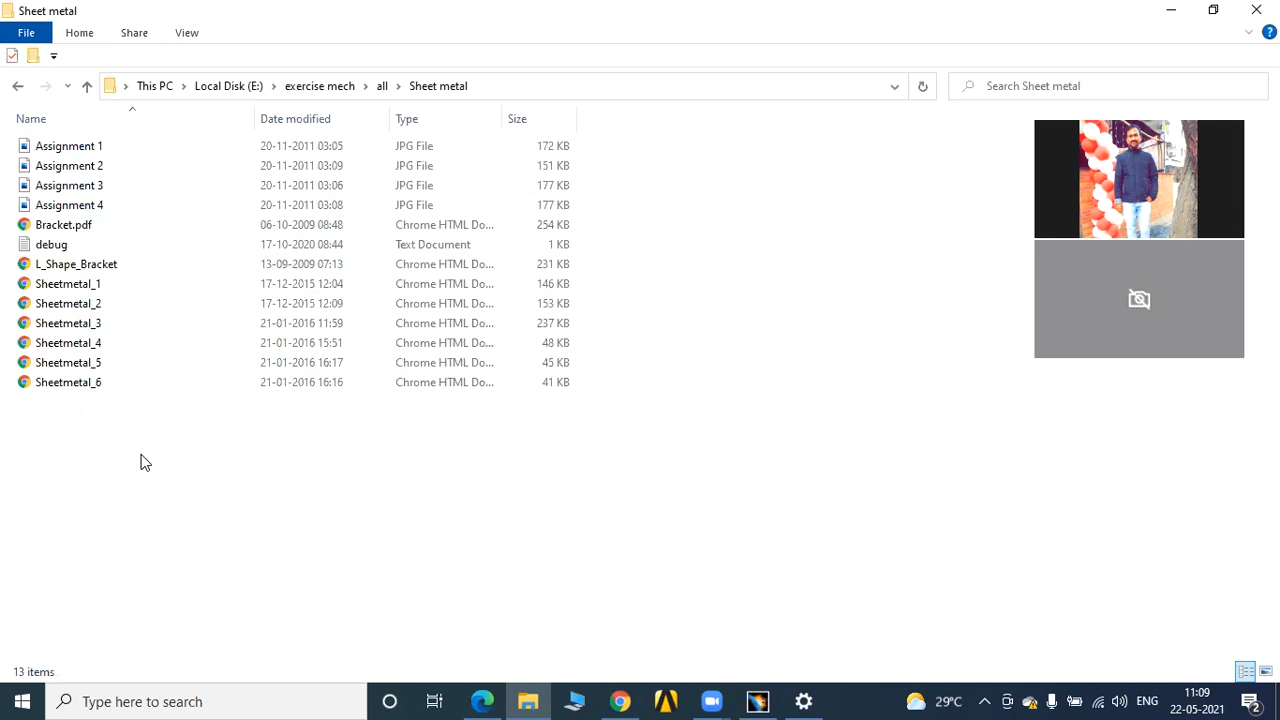 Sheet metal
File Home Share View
This PC Local Disk (E:) exercise mech all Sheet metal Search Sheet metal
Name Date modified Type Size
Assignment 1 20-11-2011 03:05 JPG File 172 KB
Assignment 2 20-11-2011 03:09 JPG File 151 KB
Assignment 3 20-11-2011 03:06 JPG File 177 KB
Assignment 4 20-11-2011 03:08 JPG File 177 KB
Bracket.pdf 06-10-2009 08:48 Chrome HTML Do... 254 KB
debug 17-10-2020 08:44 Text Document 1 KB
L_Shape_Bracket 13-09-2009 07:13 Chrome HTML Do... 231 KB
Sheetmetal_1 17-12-2015 12:04 Chrome HTML Do... 146 KB
Sheetmetal_2 17-12-2015 12:09 Chrome HTML Do... 153 KB
Sheetmetal_3 21-01-2016 11:59 Chrome HTML Do... 237 KB
Sheetmetal_4 21-01-2016 15:51 Chrome HTML Do... 48 KB
Sheetmetal_5 21-01-2016 16:17 Chrome HTML Do... 45 KB
Sheetmetal_6 21-01-2016 16:16 Chrome HTML Do... 41 KB
13 items
Type here to search 29°C ENG 11:09
22-05-2021 2